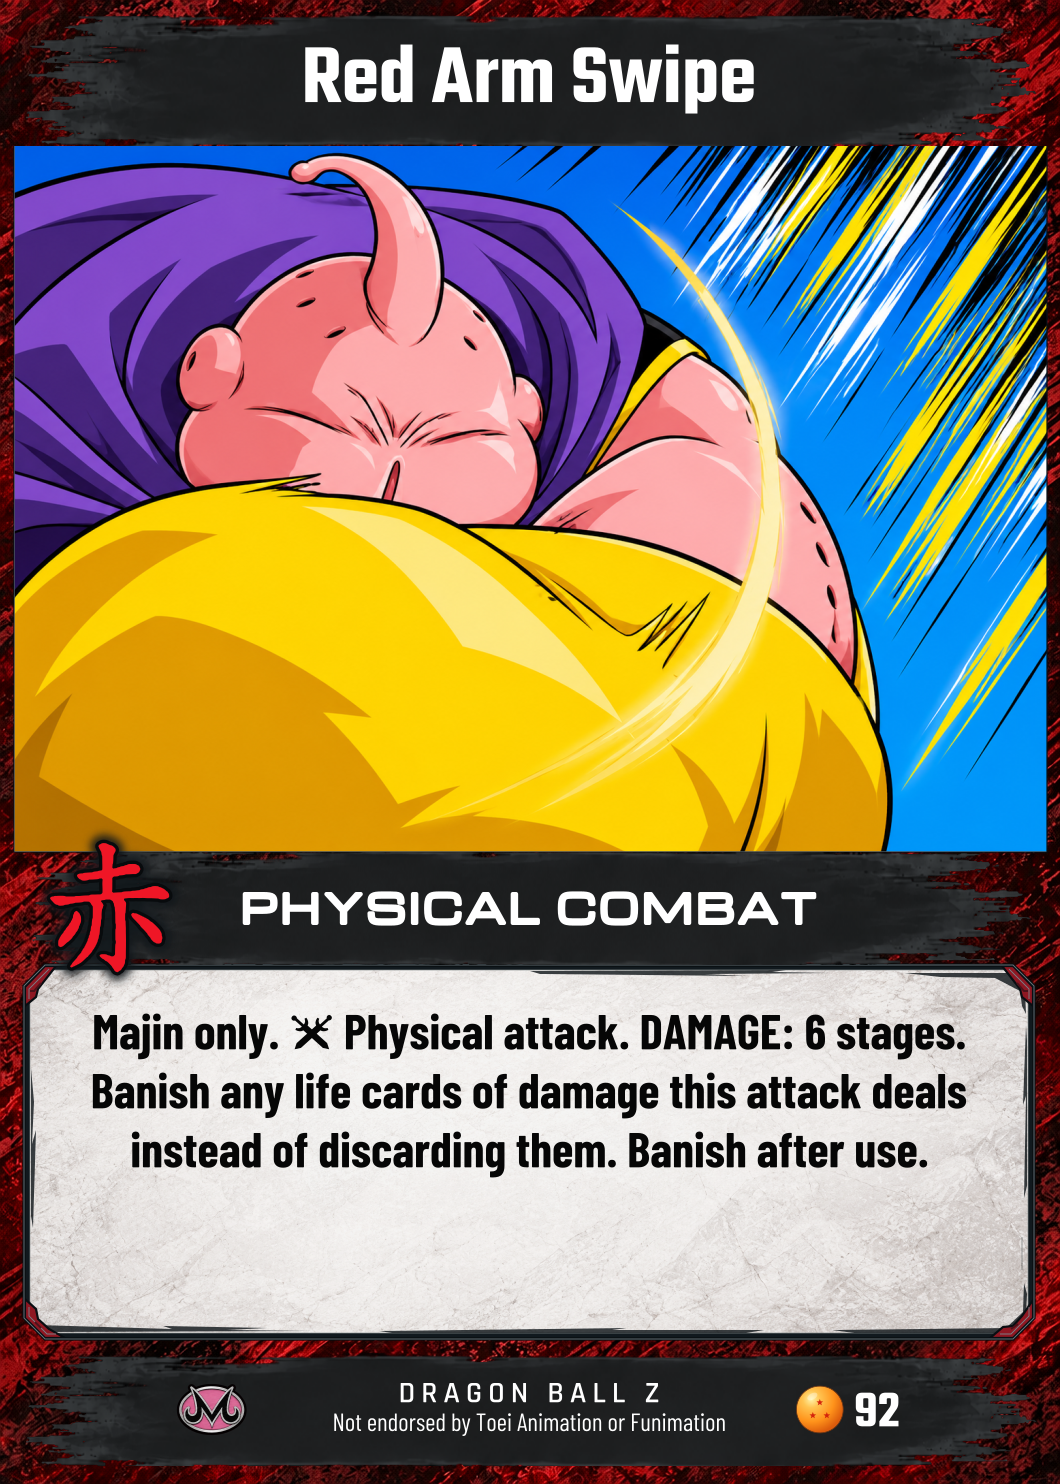 Red Arm Swipe
赤
PHYSICAL COMBAT
Majin only. Physical attack. DAMAGE: 6 stages.
Banish any life cards of damage this attack deals
instead of discarding them. Banish after use.
M
DRAGON BALL Z
Not endorsed by Toei Animation or Funimation
92